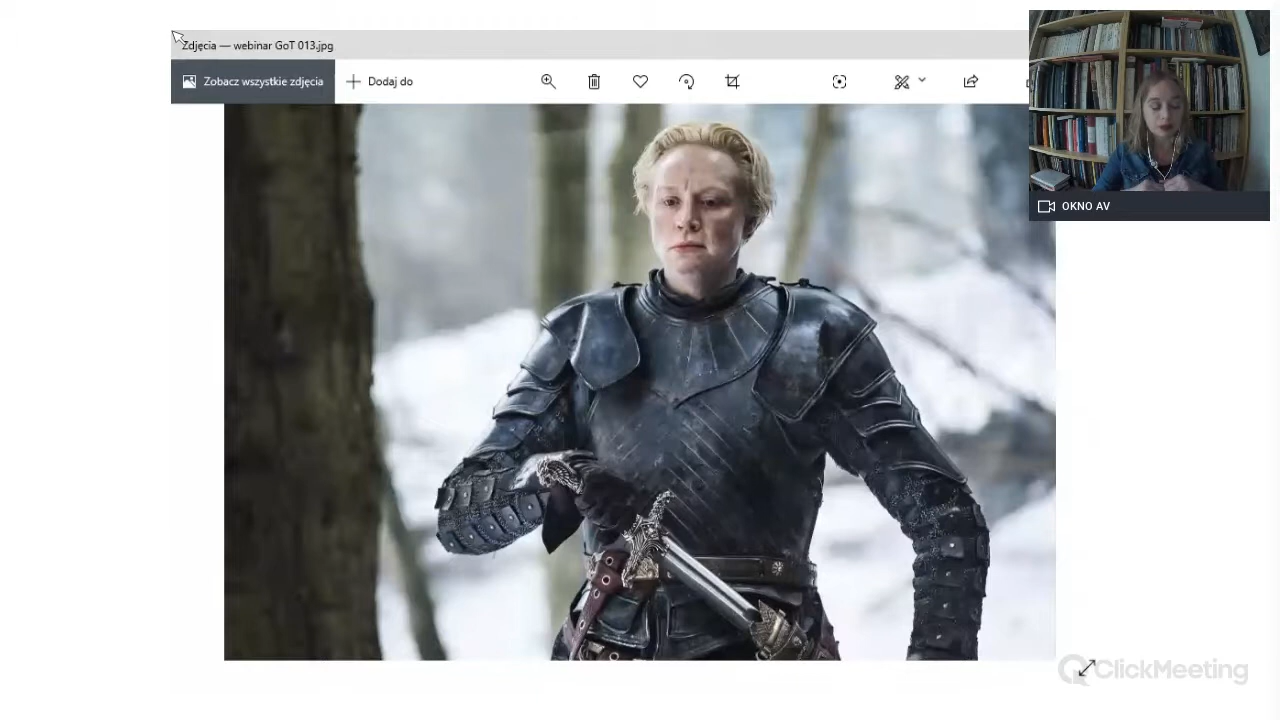 Zdjęcia — webinar GoT 013.jpg
Zobacz wszystkie zdjęcia
Dodaj do
OKNO AV
ClickMeeting